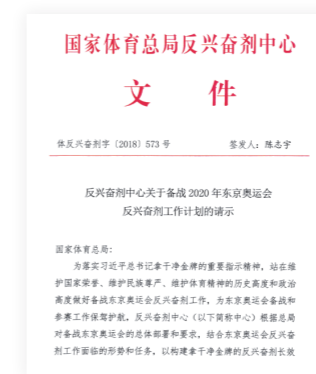 国家体育总局反兴奋剂中心
文 件
体反兴奋剂字〔2018〕573 号 签发人：陈志宇
反兴奋剂中心关于备战 2020 年东京奥运会
反兴奋剂工作计划的请示
国家体育总局：
为落实习近平总书记拿干净金牌的重要指示精神，站在维
护国家荣誉、维护民族尊严、维护体育精神的历史高度和政治
高度做好备战东京奥运会反兴奋剂工作，为东京奥运会备战和
参赛工作保驾护航，反兴奋剂中心（以下简称中心）根据总局
对备战东京奥运会的总体部署和要求，结合东京奥运会反兴奋
剂工作面临的形势和任务，以构建拿干净金牌的反兴奋剂长效